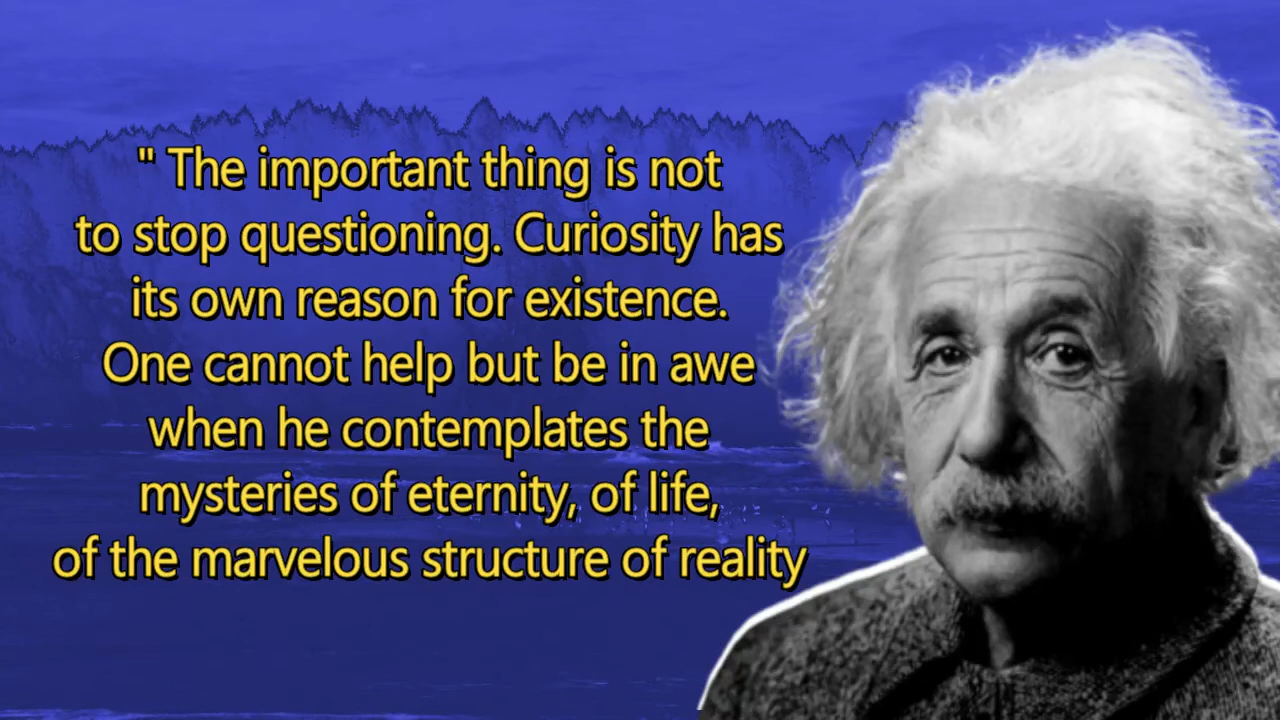 " The important thing is not
to stop questioning. Curiosity has
its own reason for existence.
One cannot help but be in awe
when he contemplates the
mysteries of eternity, of life,
of the marvelous structure of reality